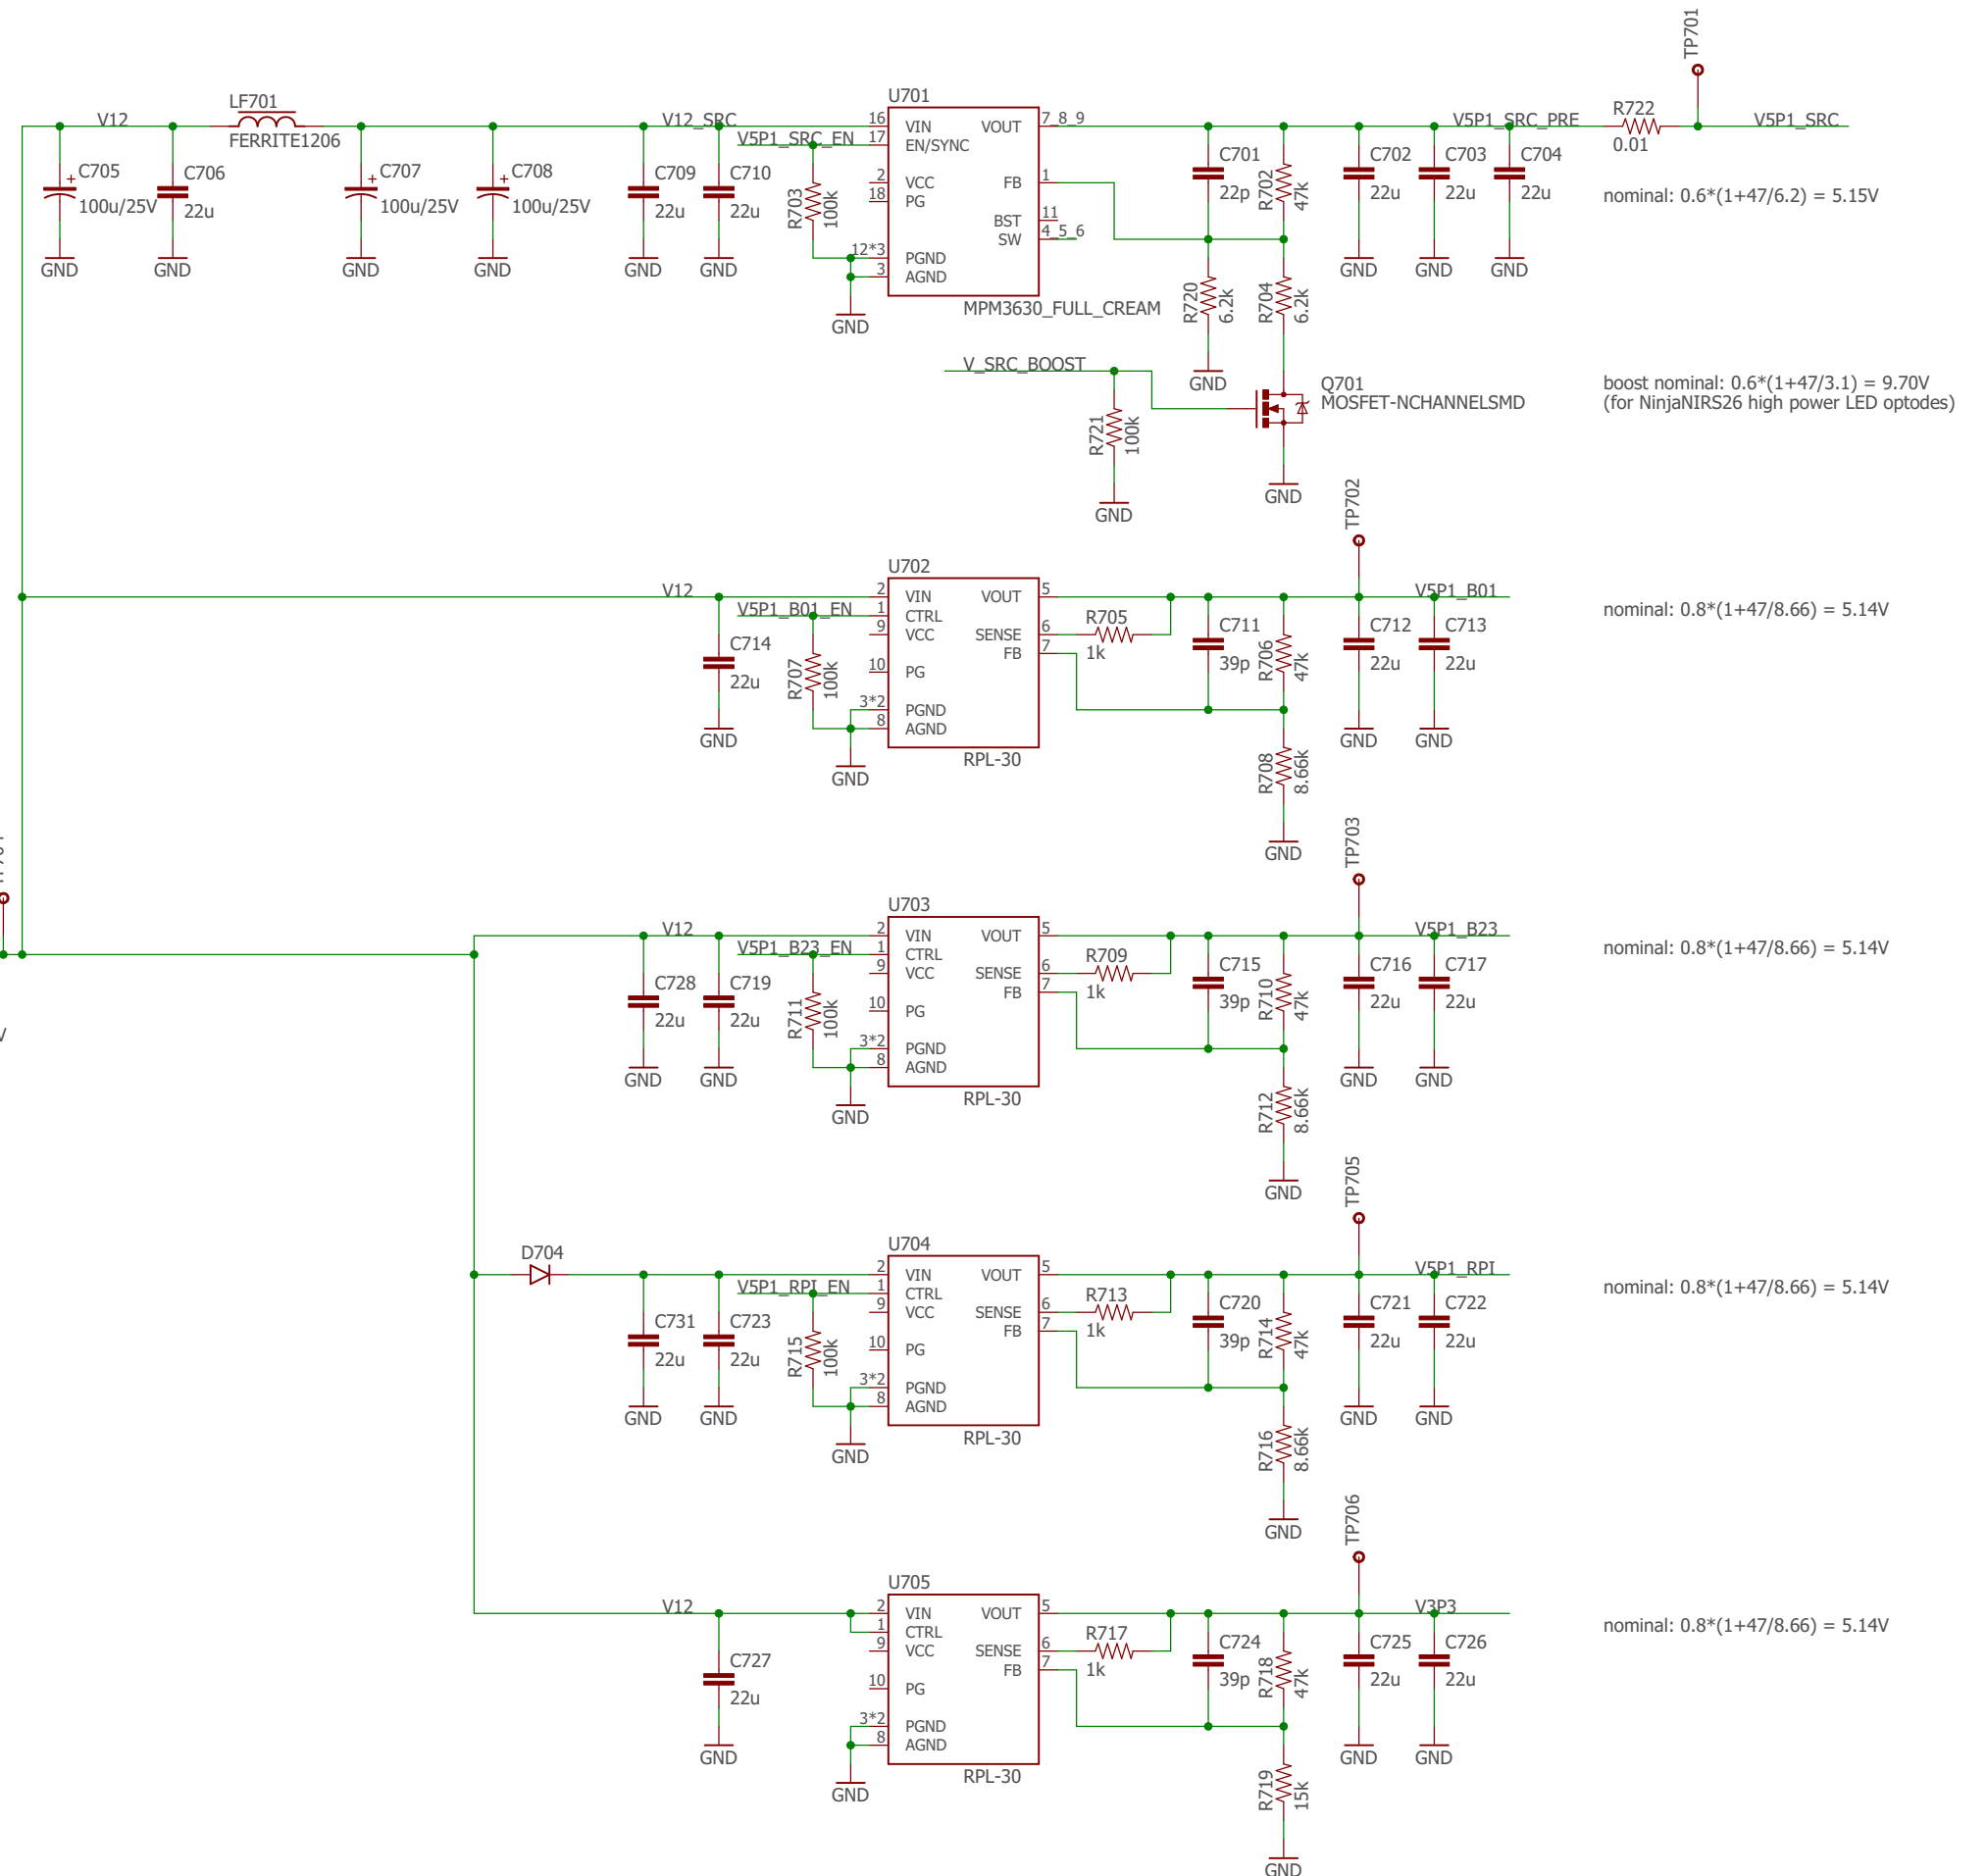 TP701
LF701
FERRITE1206
V12
C705
100u/25V
GND
C706
22u
GND
C707
100u/25V
GND
C708
100u/25V
GND
C709
22u
GND
C710
22u
GND
V12_SRC
V5P1_SRC_EN
R703
100k
U701
16 VIN VOUT 7_8_9
17 EN/SYNC
2 VCC FB 1
18 PG
BST 11
SW 4_5_6
12*3 PGND
3 AGND
MPM3630_FULL_CREAM
GND
C701
22p
R702
47k
R720
6.2k
GND
R704
6.2k
C702
22u
GND
C703
22u
GND
C704
22u
GND
V5P1_SRC_PRE
R722
0.01
V5P1_SRC
nominal: 0.6*(1+47/6.2) = 5.15V
V_SRC_BOOST
R721
100k
GND
Q701
MOSFET-NCHANNELSMD
GND
boost nominal: 0.6*(1+47/3.1) = 9.70V
(for NinjaNIRS26 high power LED optodes)
TP702
V12
V5P1_B01_EN
C714
22u
GND
R707
100k
U702
2 VIN VOUT 5
1 CTRL
9 VCC SENSE 6
FB 7
10 PG
3*2 PGND
8 AGND
RPL-30
GND
R705
1k
C711
39p
R706
47k
R708
8.66k
GND
C712
22u
GND
C713
22u
GND
V5P1_B01
nominal: 0.8*(1+47/8.66) = 5.14V
TP703
V12
V5P1_B23_EN
C728
22u
GND
C719
22u
GND
R711
100k
U703
2 VIN VOUT 5
1 CTRL
9 VCC SENSE 6
FB 7
10 PG
3*2 PGND
8 AGND
RPL-30
GND
R709
1k
C715
39p
R710
47k
R712
8.66k
GND
C716
22u
GND
C717
22u
GND
V5P1_B23
nominal: 0.8*(1+47/8.66) = 5.14V
TP705
D704
V5P1_RPI_EN
C731
22u
GND
C723
22u
GND
R715
100k
U704
2 VIN VOUT 5
1 CTRL
9 VCC SENSE 6
FB 7
10 PG
3*2 PGND
8 AGND
RPL-30
GND
R713
1k
C720
39p
R714
47k
R716
8.66k
GND
C721
22u
GND
C722
22u
GND
V5P1_RPI
nominal: 0.8*(1+47/8.66) = 5.14V
TP706
V12
C727
22u
GND
U705
2 VIN VOUT 5
1 CTRL
9 VCC SENSE 6
FB 7
10 PG
3*2 PGND
8 AGND
RPL-30
GND
R717
1k
C724
39p
R718
47k
R719
15k
GND
C725
22u
GND
C726
22u
GND
V3P3
nominal: 0.8*(1+47/8.66) = 5.14V